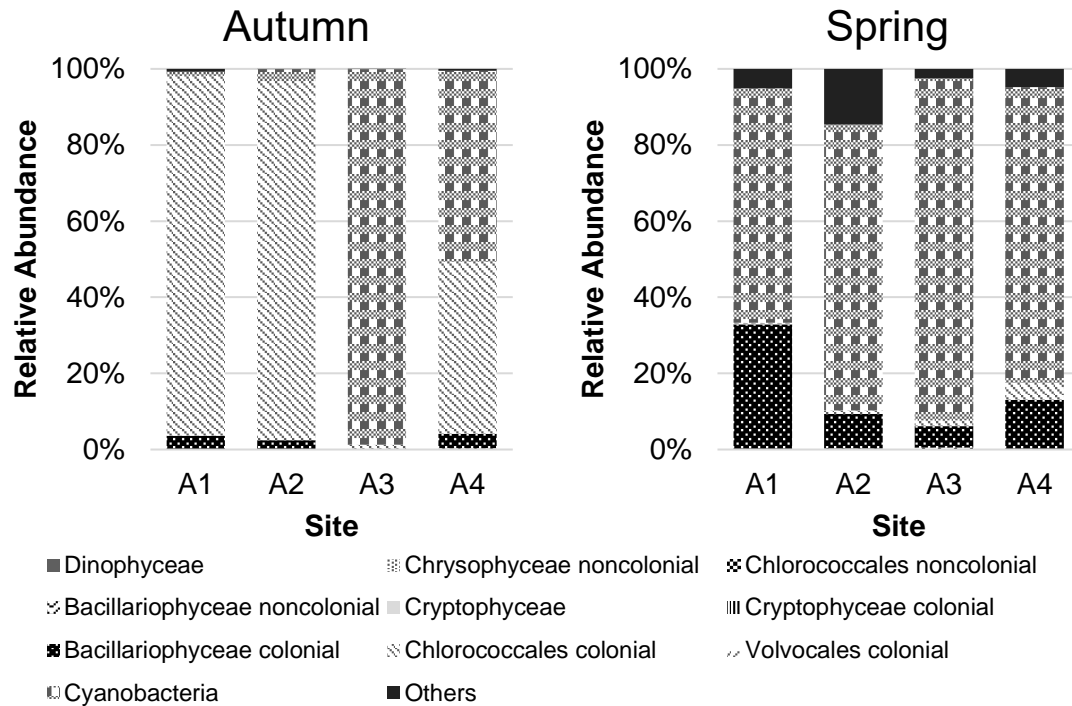 Autumn
Spring
100%
80%
60%
40%
20%
0%
Relative Abundance
A1 A2 A3 A4
Site
100%
80%
60%
40%
20%
0%
Relative Abundance
A1 A2 A3 A4
Site
Dinophyceae Chrysophyceae noncolonial Chlorococcales noncolonial
Bacillariophyceae noncolonial Cryptophyceae Cryptophyceae colonial
Bacillariophyceae colonial Chlorococcales colonial Volvocales colonial
Cyanobacteria Others